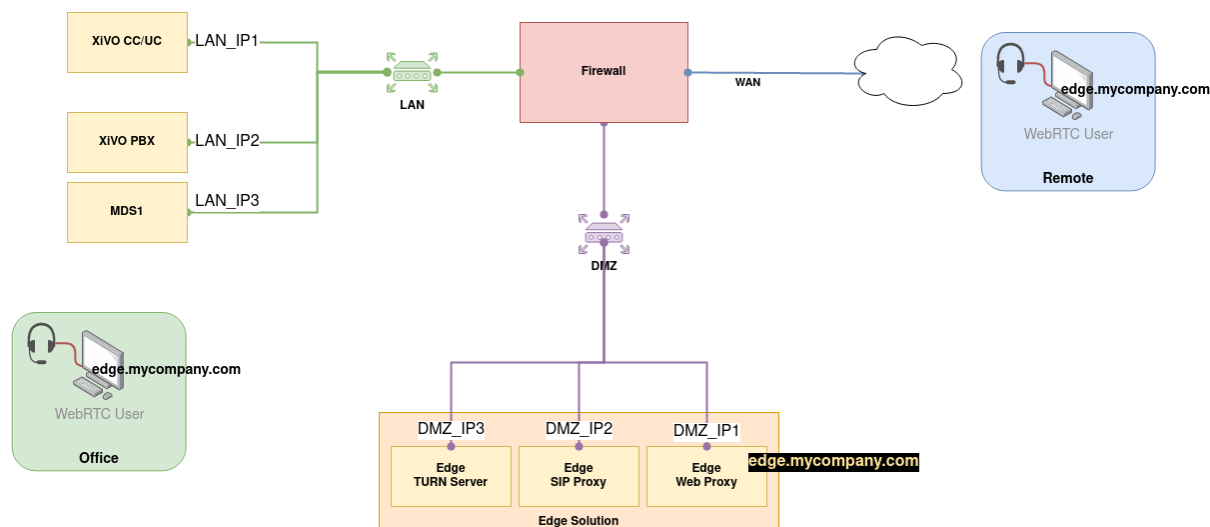 XiVO CC/UC
LAN_IP1
LAN
Firewall
WAN
edge.mycompany.com
WebRTC User
Remote
XiVO PBX
LAN_IP2
MDS1
LAN_IP3
DMZ
edge.mycompany.com
WebRTC User
Office
DMZ_IP3
DMZ_IP2
DMZ_IP1
Edge
TURN Server
Edge
SIP Proxy
Edge
Web Proxy
edge.mycompany.com
Edge Solution